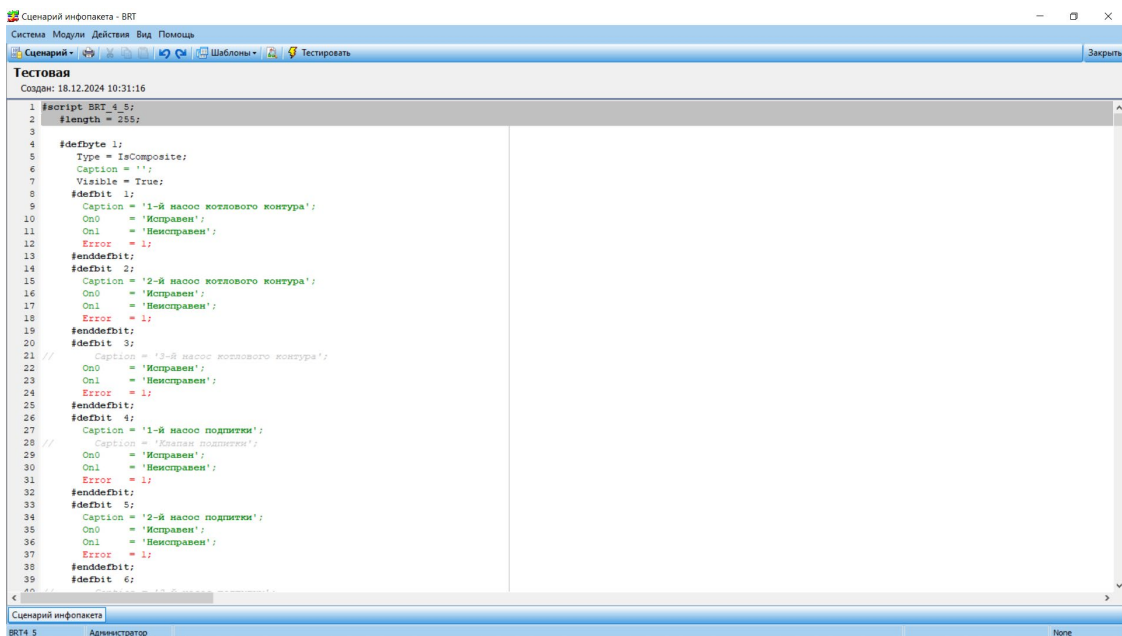 Сценарий инфопакета - BRT
Система Модули Действия Вид Помощь
Сценарий Шаблоны Тестировать Закрыть
Тестовая
Создан: 18.12.2024 10:31:16
1 #script BRT_4_5;
2 #length = 255;
3
4 #defbyte 1;
5 Type = IsComposite;
6 Caption = '';
7 Visible = True;
8 #defbit 1;
9 Caption = '1-й насос котлового контура';
10 On0 = 'Исправен';
11 On1 = 'Неисправен';
12 Error = 1;
13 #enddefbit;
14 #defbit 2;
15 Caption = '2-й насос котлового контура';
16 On0 = 'Исправен';
17 On1 = 'Неисправен';
18 Error = 1;
19 #enddefbit;
20 #defbit 3;
21 // Caption = '3-й насос котлового контура';
22 On0 = 'Исправен';
23 On1 = 'Неисправен';
24 Error = 1;
25 #enddefbit;
26 #defbit 4;
27 Caption = '1-й насос подпитки';
28 // Caption = 'Клапан подпитки';
29 On0 = 'Исправен';
30 On1 = 'Неисправен';
31 Error = 1;
32 #enddefbit;
33 #defbit 5;
34 Caption = '2-й насос подпитки';
35 On0 = 'Исправен';
36 On1 = 'Неисправен';
37 Error = 1;
38 #enddefbit;
39 #defbit 6;
Сценарий инфопакета
BRT4_5 Администратор None